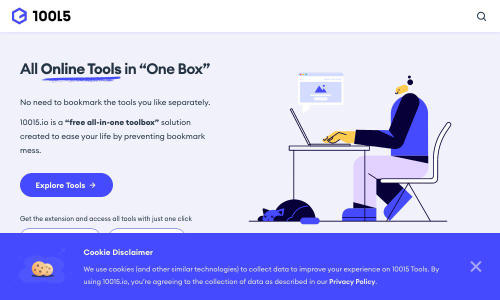 10015
All Online Tools in “One Box”
No need to bookmark the tools you like separately.
10015.io is a “free all-in-one toolbox” solution
created to ease your life by preventing bookmark
mess.
Explore Tools →
Get the extension and access all tools with just one click
Cookie Disclaimer
We use cookies (and other similar technologies) to collect data to improve your experience on 10015 Tools. By
using 10015.io, you’re agreeing to the collection of data as described in our Privacy Policy.